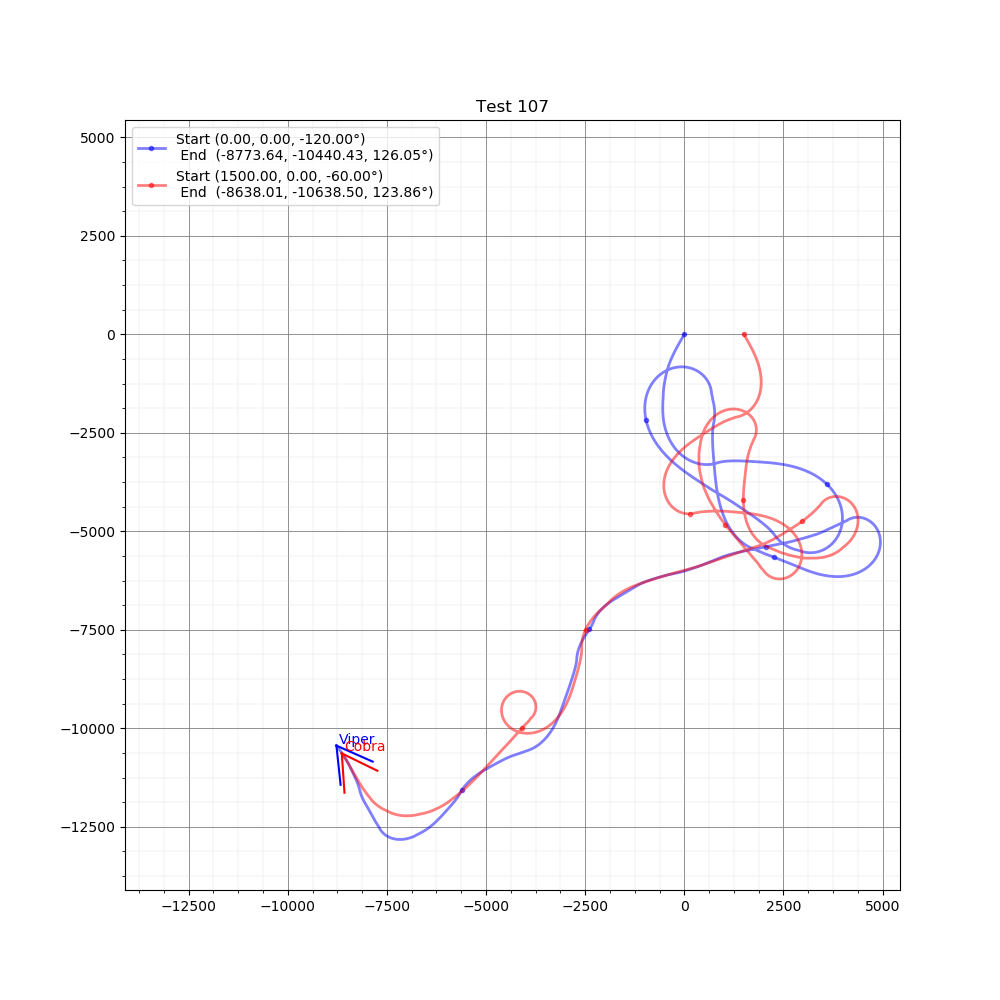 Test 107
Start (0.00, 0.00, -120.00°)
End (-8773.64, -10440.43, 126.05°)
Start (1500.00, 0.00, -60.00°)
End (-8638.01, -10638.50, 123.86°)
5000
2500
0
−2500
−5000
−7500
−10000
−12500
Viper
Cobra
−12500 −10000 −7500 −5000 −2500 0 2500 5000